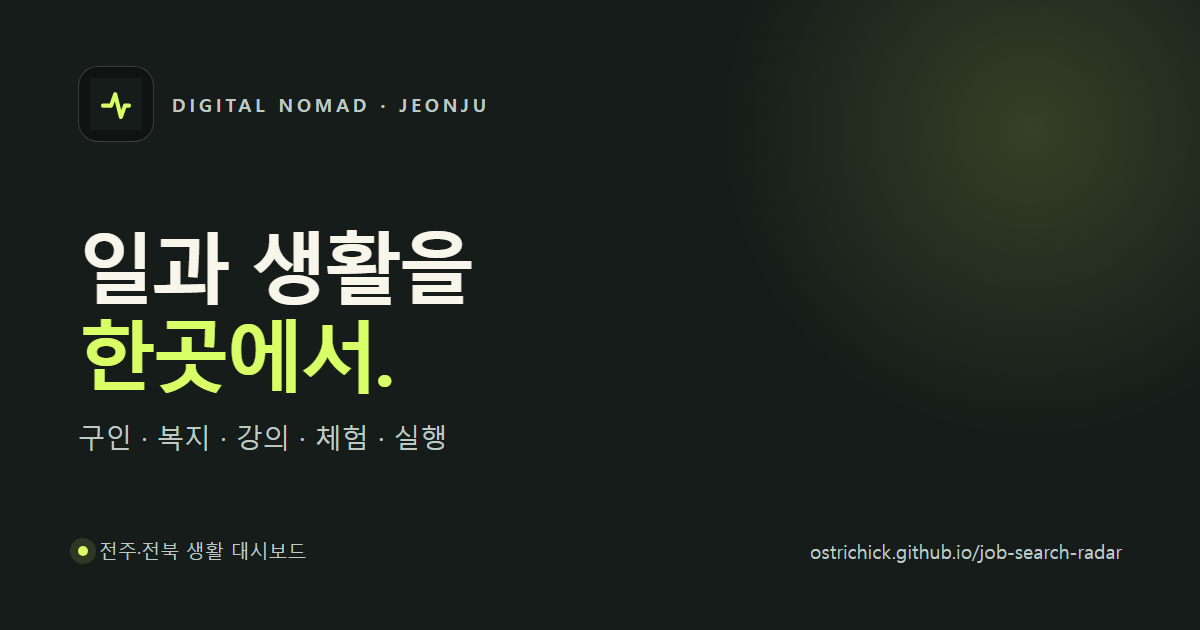 DIGITAL NOMAD · JEONJU
일과 생활을
한곳에서.
구인 · 복지 · 강의 · 체험 · 실행
전주·전북 생활 대시보드
ostrichick.github.io/job-search-radar